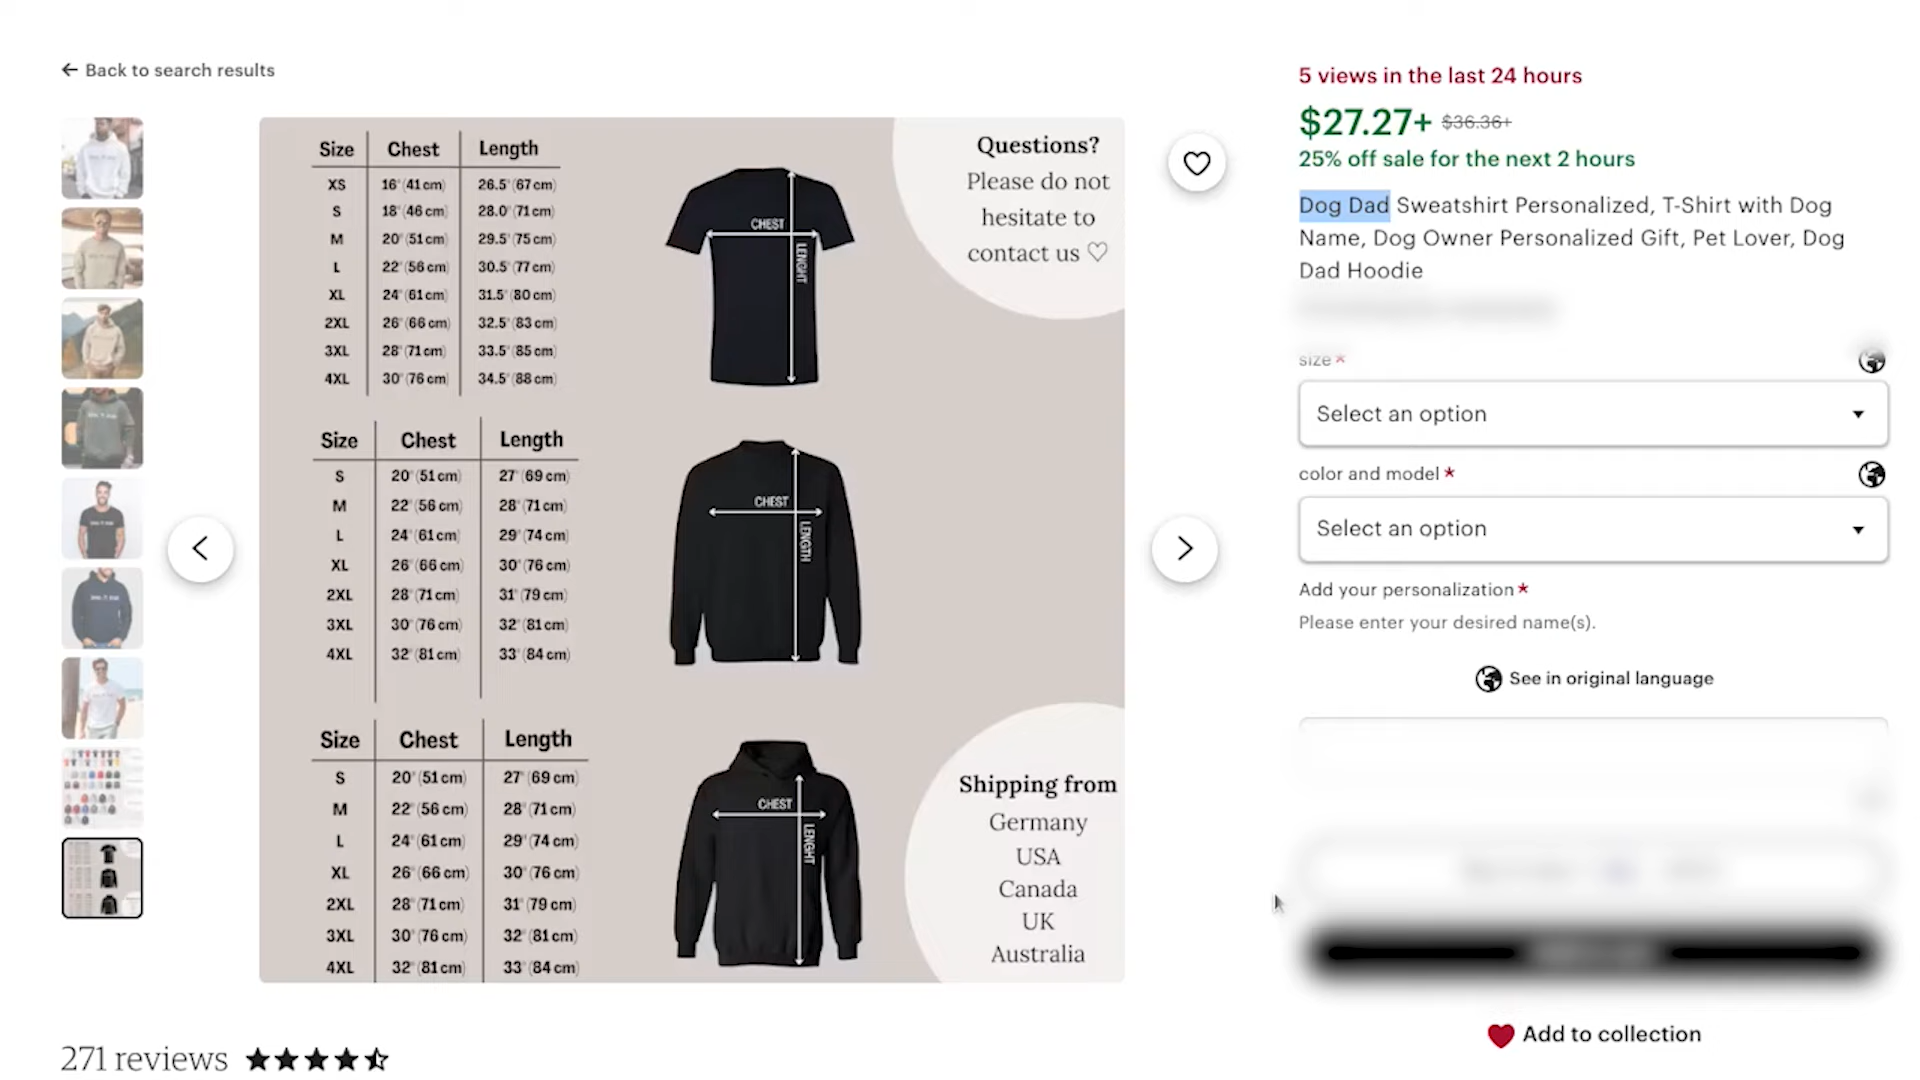 ← Back to search results
Size Chest Length
XS 16" (41 cm) 26.5" (67 cm)
S 18" (46 cm) 28.0" (71 cm)
M 20" (51 cm) 29.5" (75 cm)
L 22" (56 cm) 30.5" (77 cm)
XL 24" (61 cm) 31.5" (80 cm)
2XL 26" (66 cm) 32.5" (83 cm)
3XL 28" (71 cm) 33.5" (85 cm)
4XL 30" (76 cm) 34.5" (88 cm)
CHEST
LENGHT
Questions?
Please do not
hesitate to
contact us ♡
Size Chest Length
S 20" (51 cm) 27" (69 cm)
M 22" (56 cm) 28" (71 cm)
L 24" (61 cm) 29" (74 cm)
XL 26" (66 cm) 30" (76 cm)
2XL 28" (71 cm) 31" (79 cm)
3XL 30" (76 cm) 32" (81 cm)
4XL 32" (81 cm) 33" (84 cm)
CHEST
LENGTH
Size Chest Length
S 20" (51 cm) 27" (69 cm)
M 22" (56 cm) 28" (71 cm)
L 24" (61 cm) 29" (74 cm)
XL 26" (66 cm) 30" (76 cm)
2XL 28" (71 cm) 31" (79 cm)
3XL 30" (76 cm) 32" (81 cm)
4XL 32" (81 cm) 33" (84 cm)
CHEST
LENGHT
Shipping from
Germany
USA
Canada
UK
Australia
271 reviews
5 views in the last 24 hours
$27.27+ $36.36+
25% off sale for the next 2 hours
Dog Dad Sweatshirt Personalized, T-Shirt with Dog
Name, Dog Owner Personalized Gift, Pet Lover, Dog
Dad Hoodie
size *
Select an option
color and model *
Select an option
Add your personalization *
Please enter your desired name(s).
See in original language
Add to collection